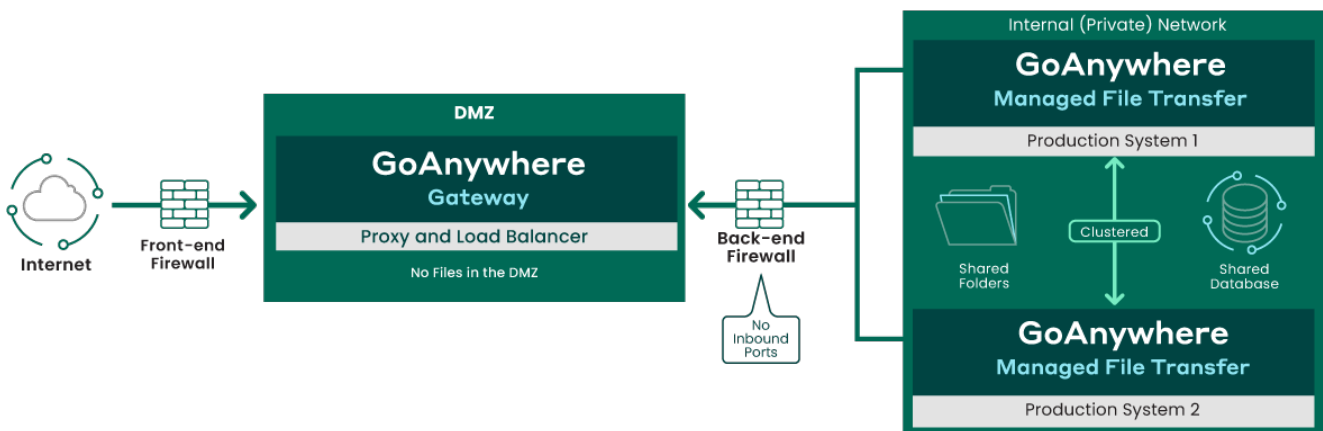 Internet
Front-end
Firewall
DMZ
GoAnywhere
Gateway
Proxy and Load Balancer
No Files in the DMZ
Back-end
Firewall
No
Inbound
Ports
Internal (Private) Network
GoAnywhere
Managed File Transfer
Production System 1
Shared
Folders
Clustered
Shared
Database
GoAnywhere
Managed File Transfer
Production System 2